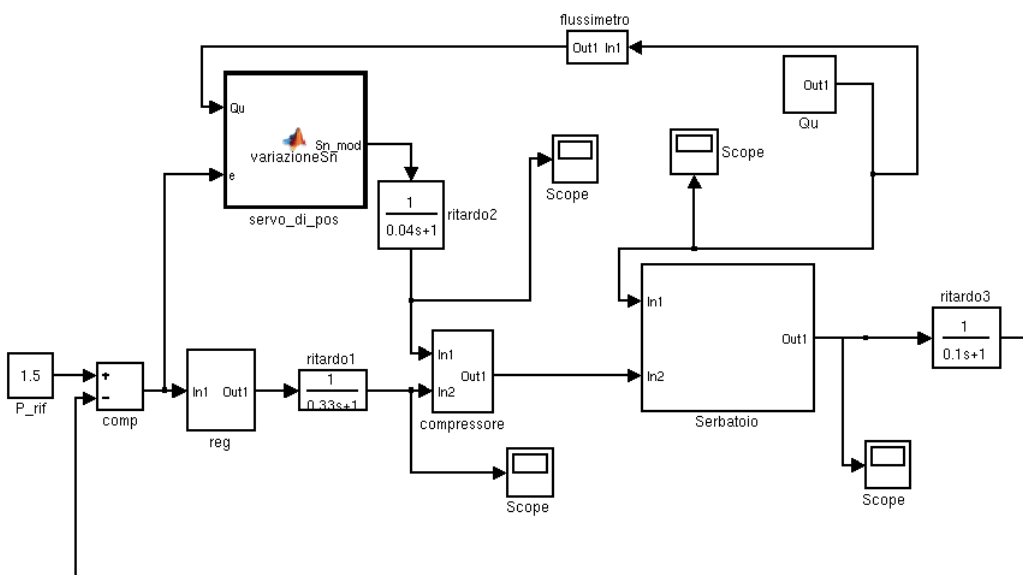 flussimetro
Out1 In1
Out1
Qu
Qu
Sn_mod
variazioneSn
e
servo_di_pos
1
0.04s+1
ritardo2
Scope
Scope
In1
Out1
In2
Serbatoio
ritardo3
1
0.1s+1
1.5
P_rif
+
−
comp
In1 Out1
reg
ritardo1
1
0.33s+1
In1
Out1
In2
compressore
Scope
Scope